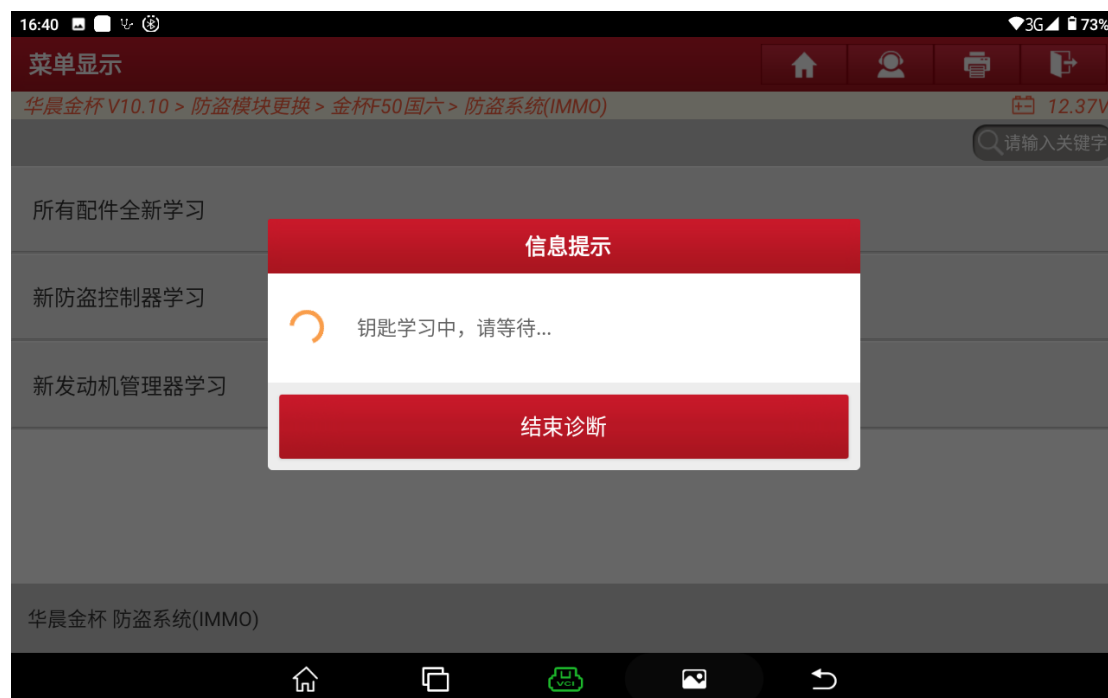 16:40 3G 73%
菜单显示
华晨金杯 V10.10 > 防盗模块更换 > 金杯F50国六 > 防盗系统(IMMO) 12.37V
请输入关键字
所有配件全新学习
信息提示
新防盗控制器学习
钥匙学习中，请等待...
新发动机管理器学习
结束诊断
华晨金杯 防盗系统(IMMO)
VCI